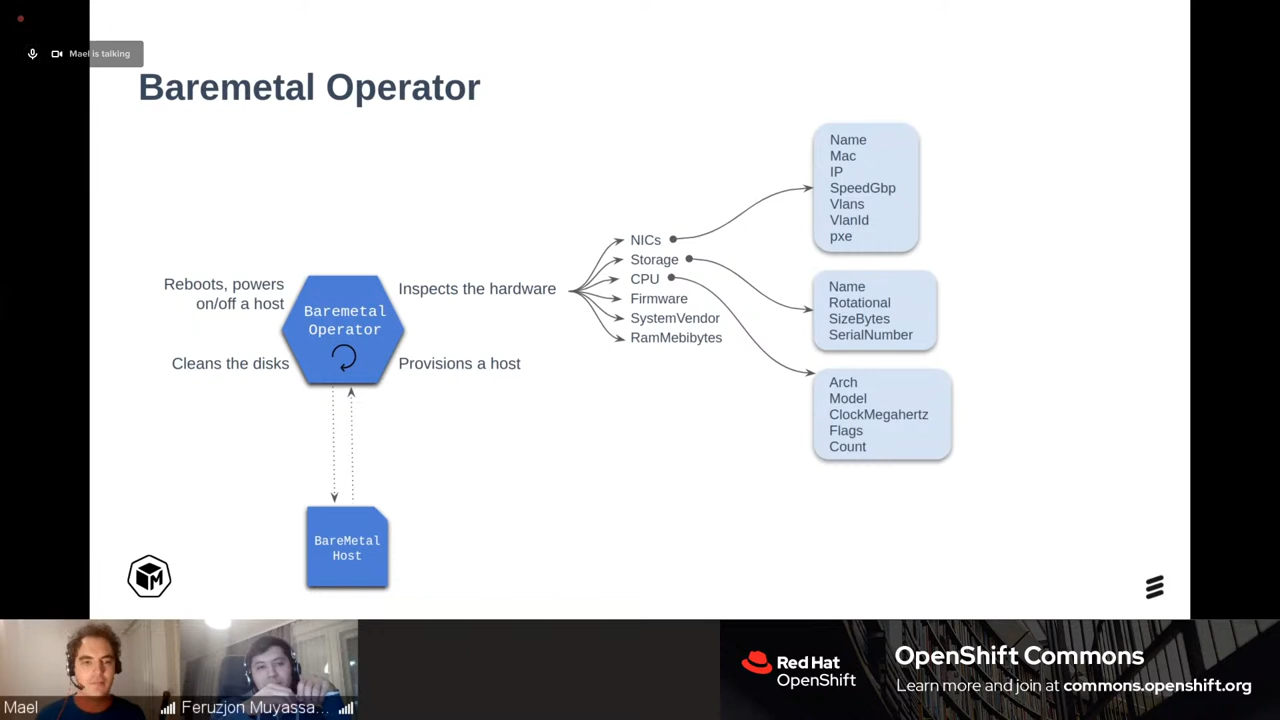 Mael is talking
Baremetal Operator
Name
Mac
IP
SpeedGbp
Vlans
VlanId
pxe
NICs
Storage
CPU
Firmware
SystemVendor
RamMebibytes
Name
Rotational
SizeBytes
SerialNumber
Arch
Model
ClockMegahertz
Flags
Count
Reboots, powers
on/off a host
Inspects the hardware
Baremetal
Operator
Cleans the disks
Provisions a host
BareMetal
Host
M
Mael
Feruzjon Muyassa...
Red Hat
OpenShift
OpenShift Commons
Learn more and join at commons.openshift.org